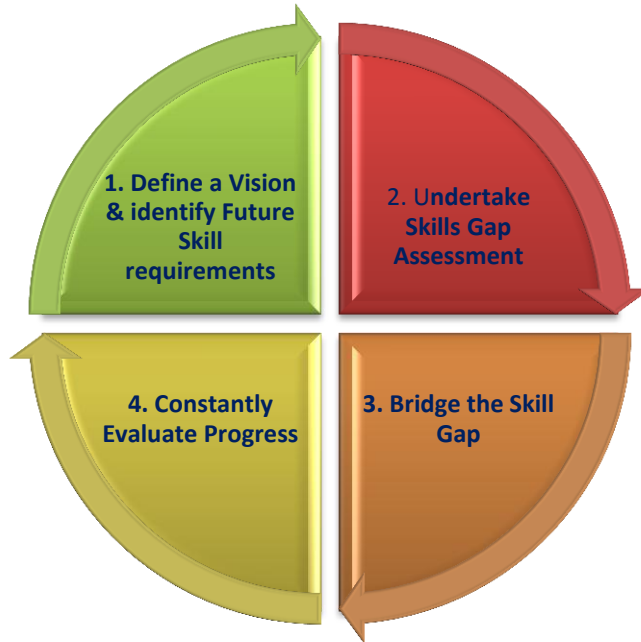 1. Define a Vision
& identify Future
Skill
requirements
2. Undertake
Skills Gap
Assessment
3. Bridge the Skill
Gap
4. Constantly
Evaluate Progress